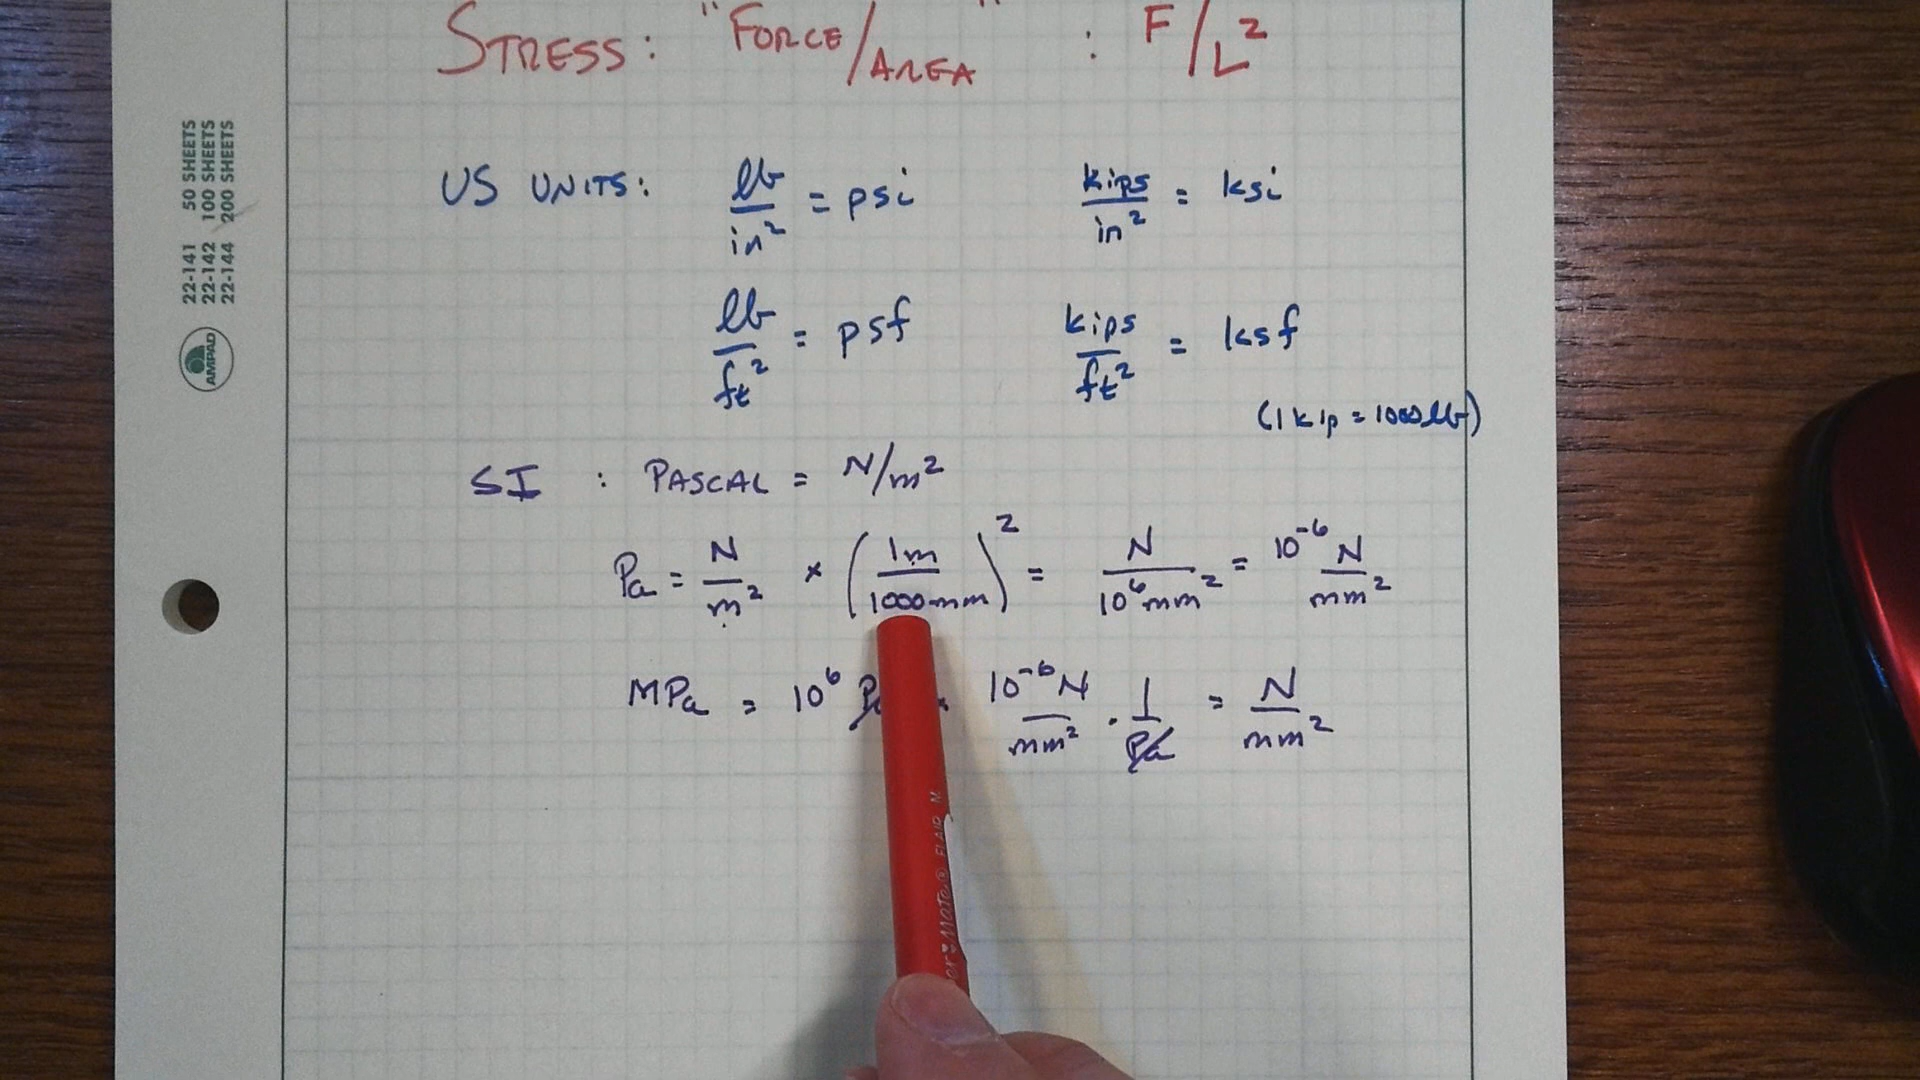 STRESS: "FORCE/AREA" : F/L²
US UNITS: lb/in² = psi kips/in² = ksi
lb/ft² = psf kips/ft² = ksf
(1 kip = 1000 lb)
SI : PASCAL = N/m²
Pa = N/m² × (1m/1000mm)² = N/10⁶mm² = 10⁻⁶ N/mm²
MPa = 10⁶ Pa 10⁻⁶N/mm² · 1/Pa = N/mm²
22-141 50 SHEETS
22-142 100 SHEETS
22-144 200 SHEETS
AMPAD
FLAIR M